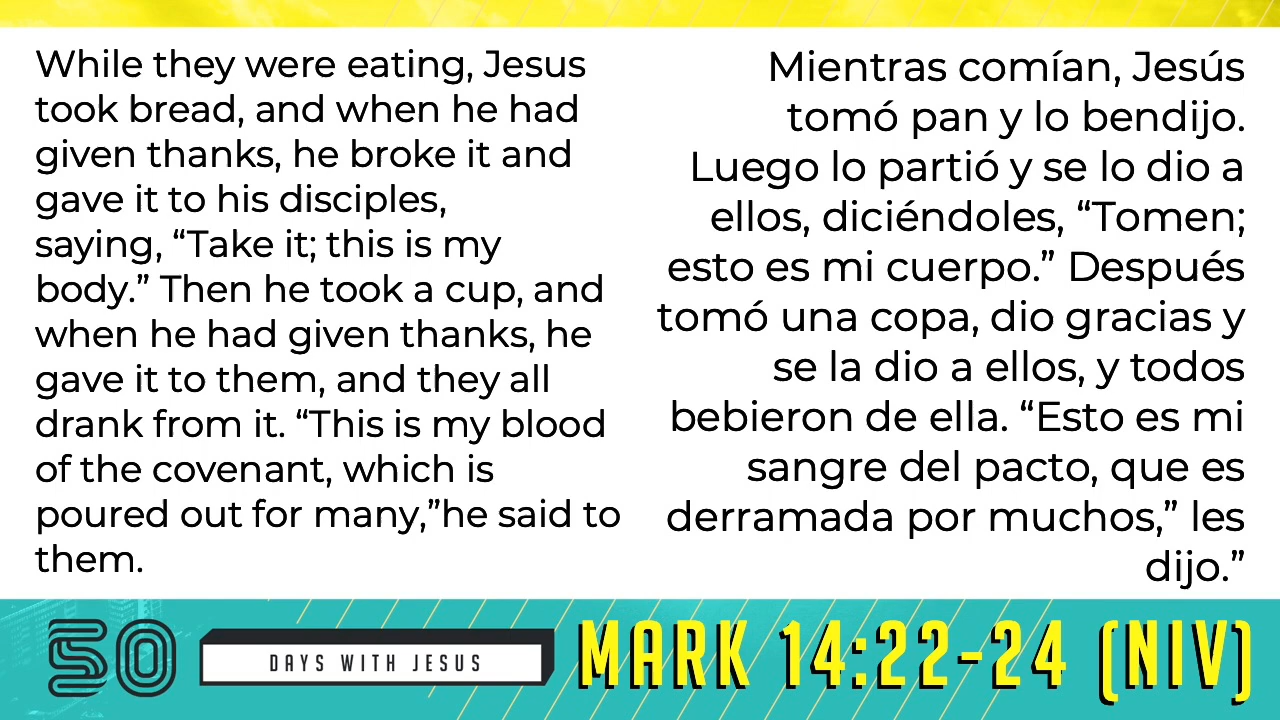 While they were eating, Jesus
took bread, and when he had
given thanks, he broke it and
gave it to his disciples,
saying, “Take it; this is my
body.” Then he took a cup, and
when he had given thanks, he
gave it to them, and they all
drank from it. “This is my blood
of the covenant, which is
poured out for many,”he said to
them.
Mientras comían, Jesús
tomó pan y lo bendijo.
Luego lo partió y se lo dio a
ellos, diciéndoles, “Tomen;
esto es mi cuerpo.” Después
tomó una copa, dio gracias y
se la dio a ellos, y todos
bebieron de ella. “Esto es mi
sangre del pacto, que es
derramada por muchos,” les
dijo.”
50
DAYS WITH JESUS
MARK 14:22-24 (NIV)